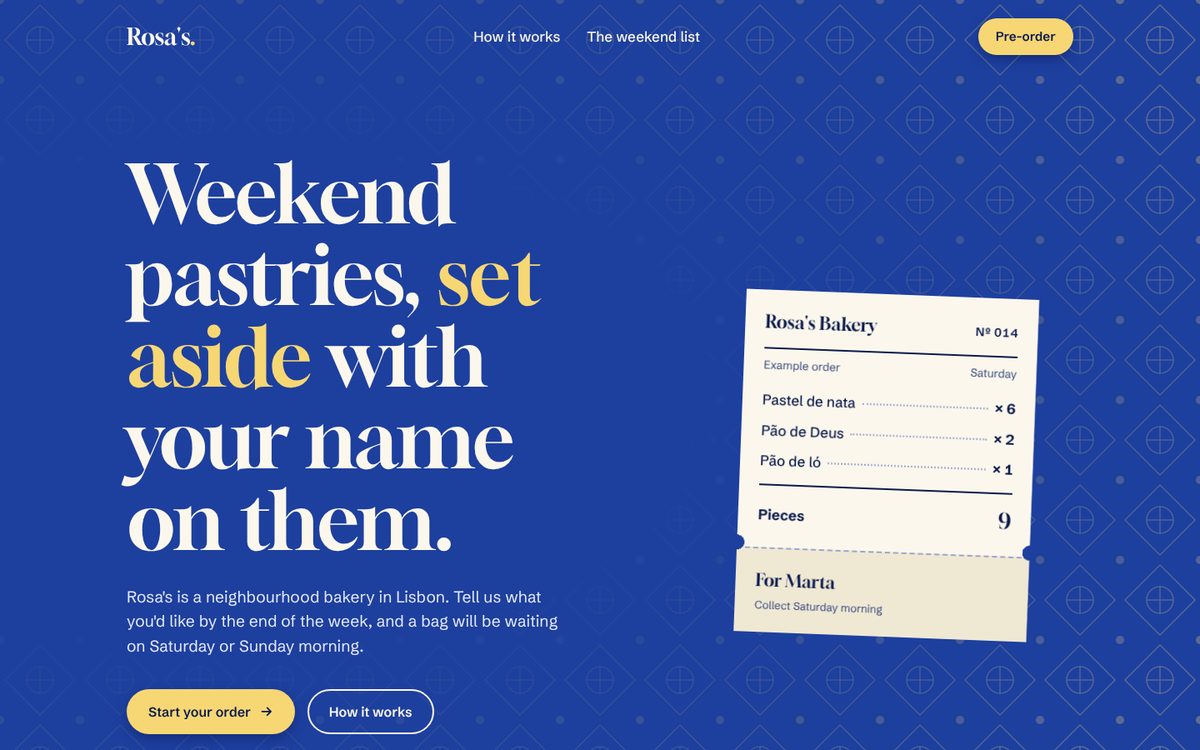 Rosa's.
How it works
The weekend list
Pre-order
Weekend
pastries, set
aside with
your name
on them.
Rosa's is a neighbourhood bakery in Lisbon. Tell us what
you'd like by the end of the week, and a bag will be waiting
on Saturday or Sunday morning.
Start your order →
How it works
Rosa's Bakery
Nº 014
Example order
Saturday
Pastel de nata × 6
Pão de Deus × 2
Pão de ló × 1
Pieces 9
For Marta
Collect Saturday morning